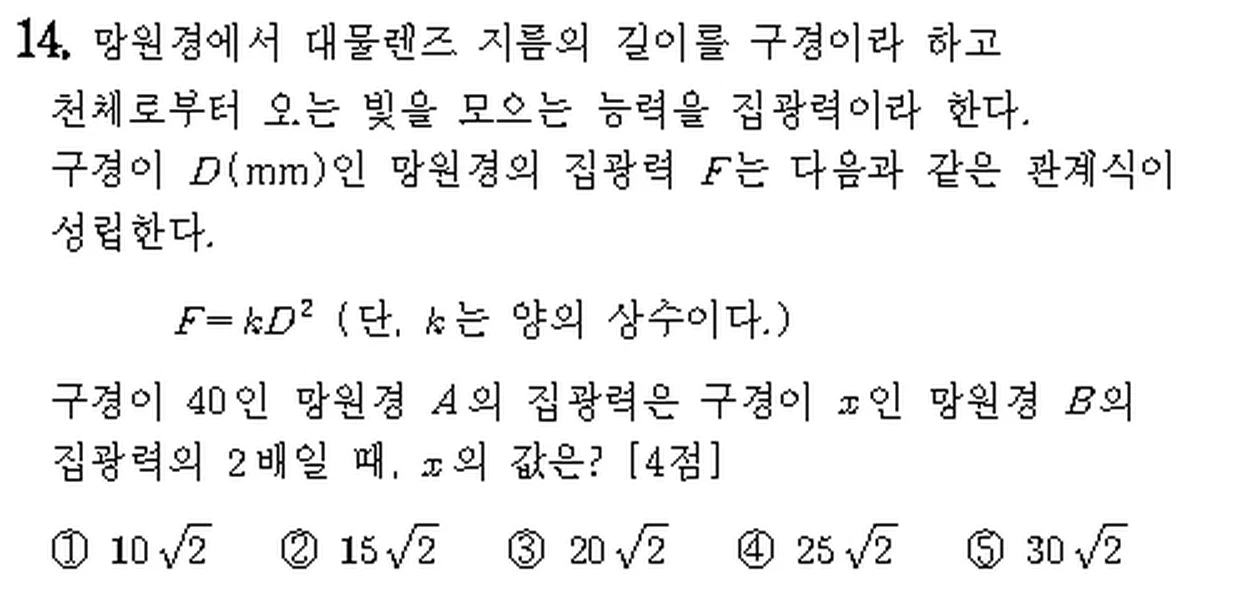 14. 망원경에서 대물렌즈 지름의 길이를 구경이라 하고
천체로부터 오는 빛을 모으는 능력을 집광력이라 한다.
구경이 D(mm)인 망원경의 집광력 F는 다음과 같은 관계식이
성립한다.
F=kD² (단, k는 양의 상수이다.)
구경이 40인 망원경 A의 집광력은 구경이 x인 망원경 B의
집광력의 2배일 때, x의 값은? [4점]
① 10√2 ② 15√2 ③ 20√2 ④ 25√2 ⑤ 30√2